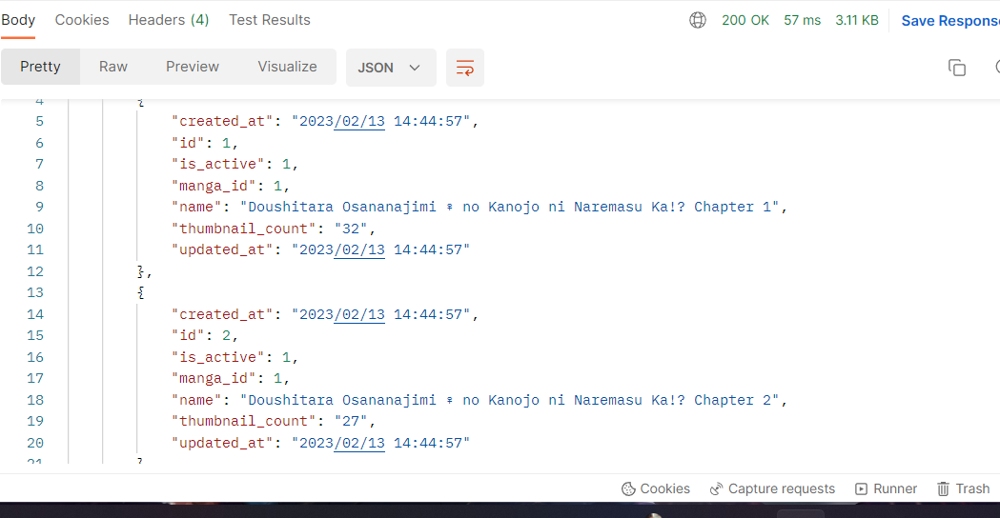 Body Cookies Headers (4) Test Results 200 OK 57 ms 3.11 KB Save Response
Pretty Raw Preview Visualize JSON
4 {
5 "created_at": "2023/02/13 14:44:57",
6 "id": 1,
7 "is_active": 1,
8 "manga_id": 1,
9 "name": "Doushitara Osananajimi ♀ no Kanojo ni Naremasu Ka!? Chapter 1",
10 "thumbnail_count": "32",
11 "updated_at": "2023/02/13 14:44:57"
12 },
13 {
14 "created_at": "2023/02/13 14:44:57",
15 "id": 2,
16 "is_active": 1,
17 "manga_id": 1,
18 "name": "Doushitara Osananajimi ♀ no Kanojo ni Naremasu Ka!? Chapter 2",
19 "thumbnail_count": "27",
20 "updated_at": "2023/02/13 14:44:57"
21 }
Cookies Capture requests Runner Trash